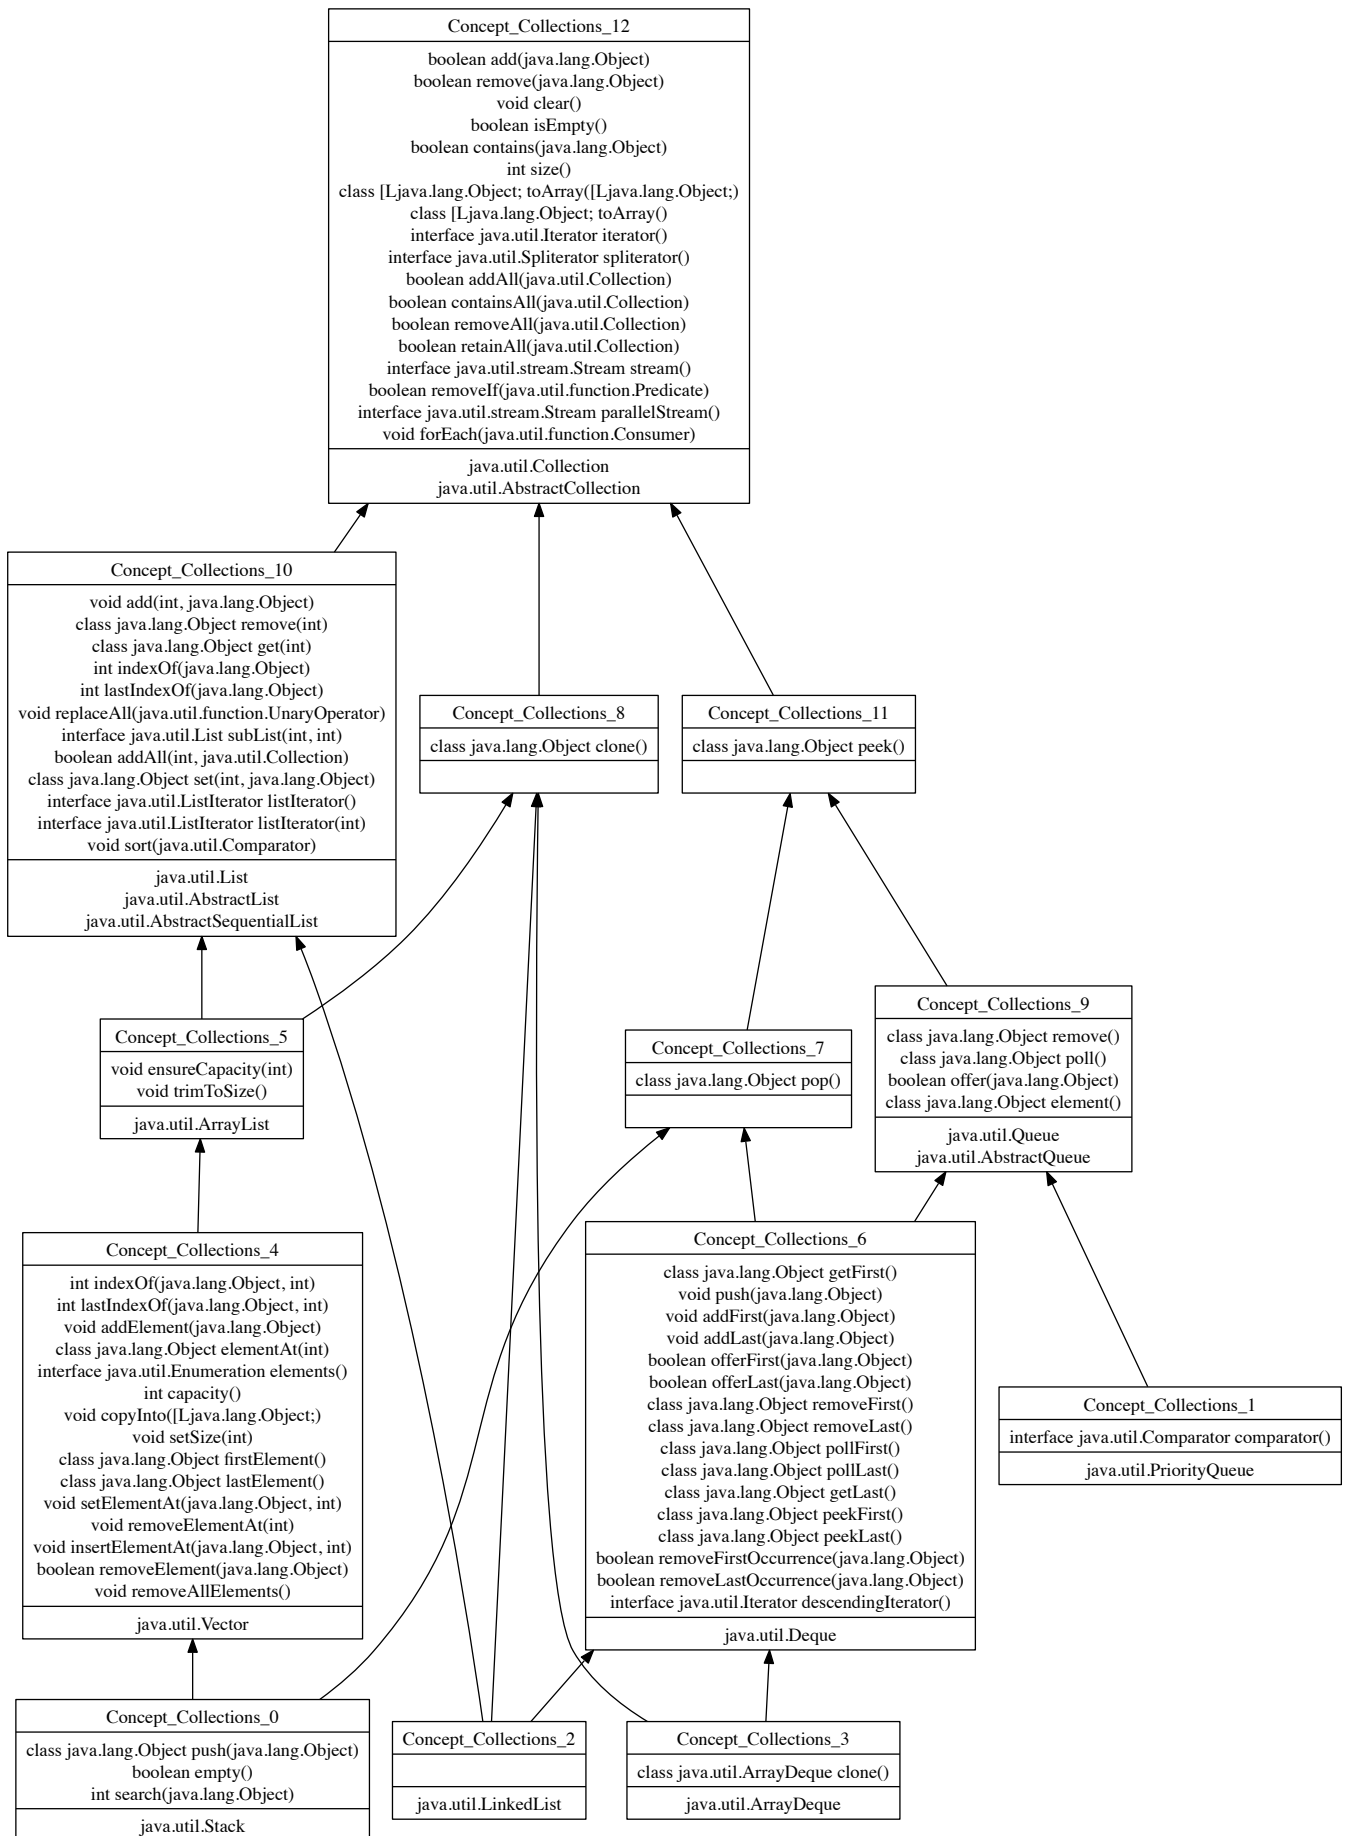 Concept_Collections_12
boolean add(java.lang.Object)
boolean remove(java.lang.Object)
void clear()
boolean isEmpty()
boolean contains(java.lang.Object)
int size()
class [Ljava.lang.Object; toArray([Ljava.lang.Object;)
class [Ljava.lang.Object; toArray()
interface java.util.Iterator iterator()
interface java.util.Spliterator spliterator()
boolean addAll(java.util.Collection)
boolean containsAll(java.util.Collection)
boolean removeAll(java.util.Collection)
boolean retainAll(java.util.Collection)
interface java.util.stream.Stream stream()
boolean removeIf(java.util.function.Predicate)
interface java.util.stream.Stream parallelStream()
void forEach(java.util.function.Consumer)
java.util.Collection
java.util.AbstractCollection
Concept_Collections_10
void add(int, java.lang.Object)
class java.lang.Object remove(int)
class java.lang.Object get(int)
int indexOf(java.lang.Object)
int lastIndexOf(java.lang.Object)
void replaceAll(java.util.function.UnaryOperator)
interface java.util.List subList(int, int)
boolean addAll(int, java.util.Collection)
class java.lang.Object set(int, java.lang.Object)
interface java.util.ListIterator listIterator()
interface java.util.ListIterator listIterator(int)
void sort(java.util.Comparator)
java.util.List
java.util.AbstractList
java.util.AbstractSequentialList
Concept_Collections_8
class java.lang.Object clone()
Concept_Collections_11
class java.lang.Object peek()
Concept_Collections_5
void ensureCapacity(int)
void trimToSize()
java.util.ArrayList
Concept_Collections_7
class java.lang.Object pop()
Concept_Collections_9
class java.lang.Object remove()
class java.lang.Object poll()
boolean offer(java.lang.Object)
class java.lang.Object element()
java.util.Queue
java.util.AbstractQueue
Concept_Collections_4
int indexOf(java.lang.Object, int)
int lastIndexOf(java.lang.Object, int)
void addElement(java.lang.Object)
class java.lang.Object elementAt(int)
interface java.util.Enumeration elements()
int capacity()
void copyInto([Ljava.lang.Object;)
void setSize(int)
class java.lang.Object firstElement()
class java.lang.Object lastElement()
void setElementAt(java.lang.Object, int)
void removeElementAt(int)
void insertElementAt(java.lang.Object, int)
boolean removeElement(java.lang.Object)
void removeAllElements()
java.util.Vector
Concept_Collections_6
class java.lang.Object getFirst()
void push(java.lang.Object)
void addFirst(java.lang.Object)
void addLast(java.lang.Object)
boolean offerFirst(java.lang.Object)
boolean offerLast(java.lang.Object)
class java.lang.Object removeFirst()
class java.lang.Object removeLast()
class java.lang.Object pollFirst()
class java.lang.Object pollLast()
class java.lang.Object getLast()
class java.lang.Object peekFirst()
class java.lang.Object peekLast()
boolean removeFirstOccurrence(java.lang.Object)
boolean removeLastOccurrence(java.lang.Object)
interface java.util.Iterator descendingIterator()
java.util.Deque
Concept_Collections_1
interface java.util.Comparator comparator()
java.util.PriorityQueue
Concept_Collections_0
class java.lang.Object push(java.lang.Object)
boolean empty()
int search(java.lang.Object)
java.util.Stack
Concept_Collections_2
java.util.LinkedList
Concept_Collections_3
class java.util.ArrayDeque clone()
java.util.ArrayDeque